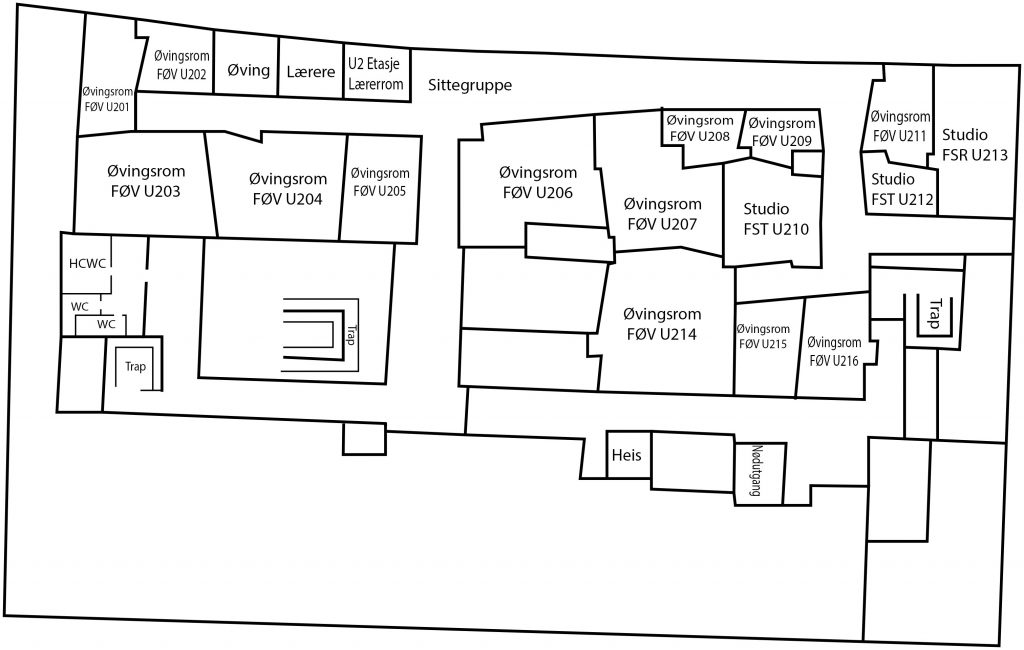 Øvingsrom
FØV U201
Øvingsrom
FØV U202
Øving
Lærere
U2 Etasje
Lærerrom
Sittegruppe
Øvingsrom
FØV U203
Øvingsrom
FØV U204
Øvingsrom
FØV U205
Øvingsrom
FØV U206
Øvingsrom
FØV U207
Øvingsrom
FØV U208
Øvingsrom
FØV U209
Studio
FST U210
Øvingsrom
FØV U211
Studio
FST U212
Studio
FSR U213
HCWC
WC
WC
Trap
Trap
Øvingsrom
FØV U214
Øvingsrom
FØV U215
Øvingsrom
FØV U216
Trap
Heis
Nødutgang